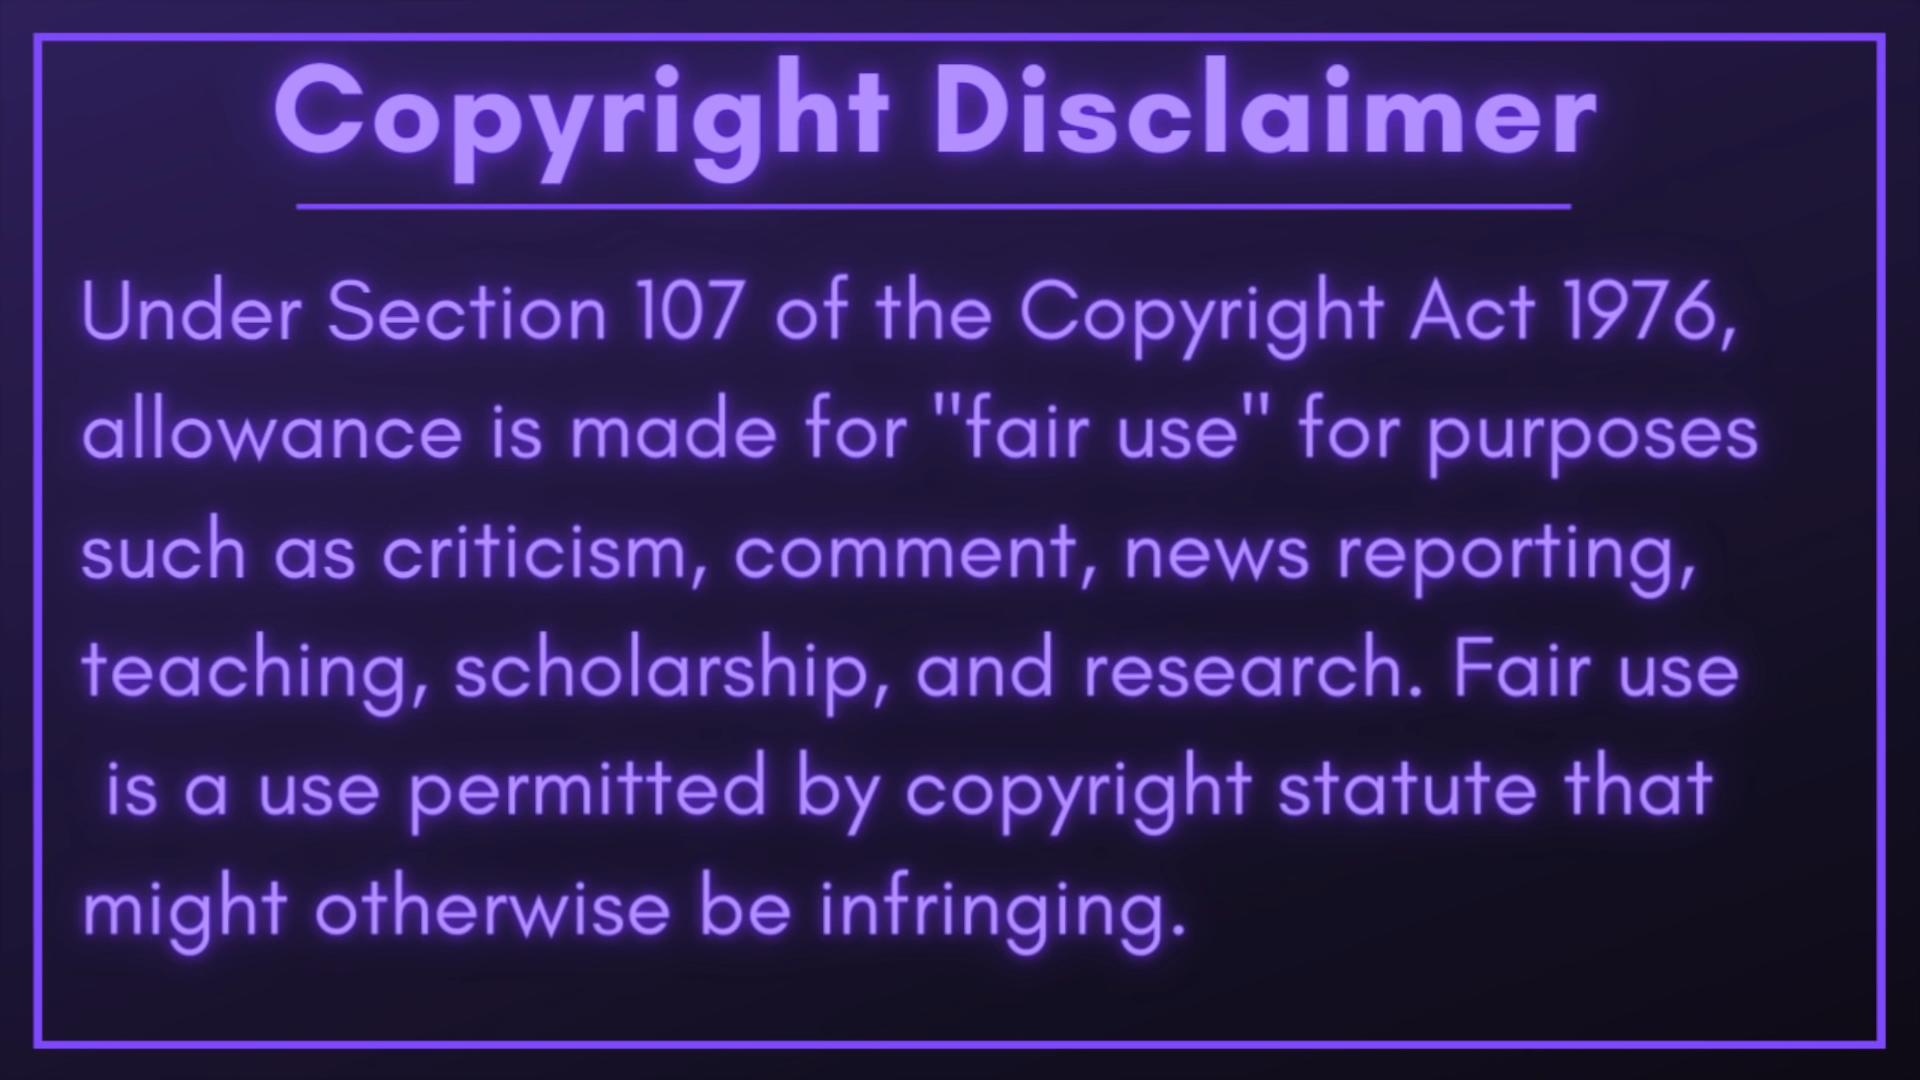 Copyright Disclaimer
Under Section 107 of the Copyright Act 1976,
allowance is made for "fair use" for purposes
such as criticism, comment, news reporting,
teaching, scholarship, and research. Fair use
is a use permitted by copyright statute that
might otherwise be infringing.